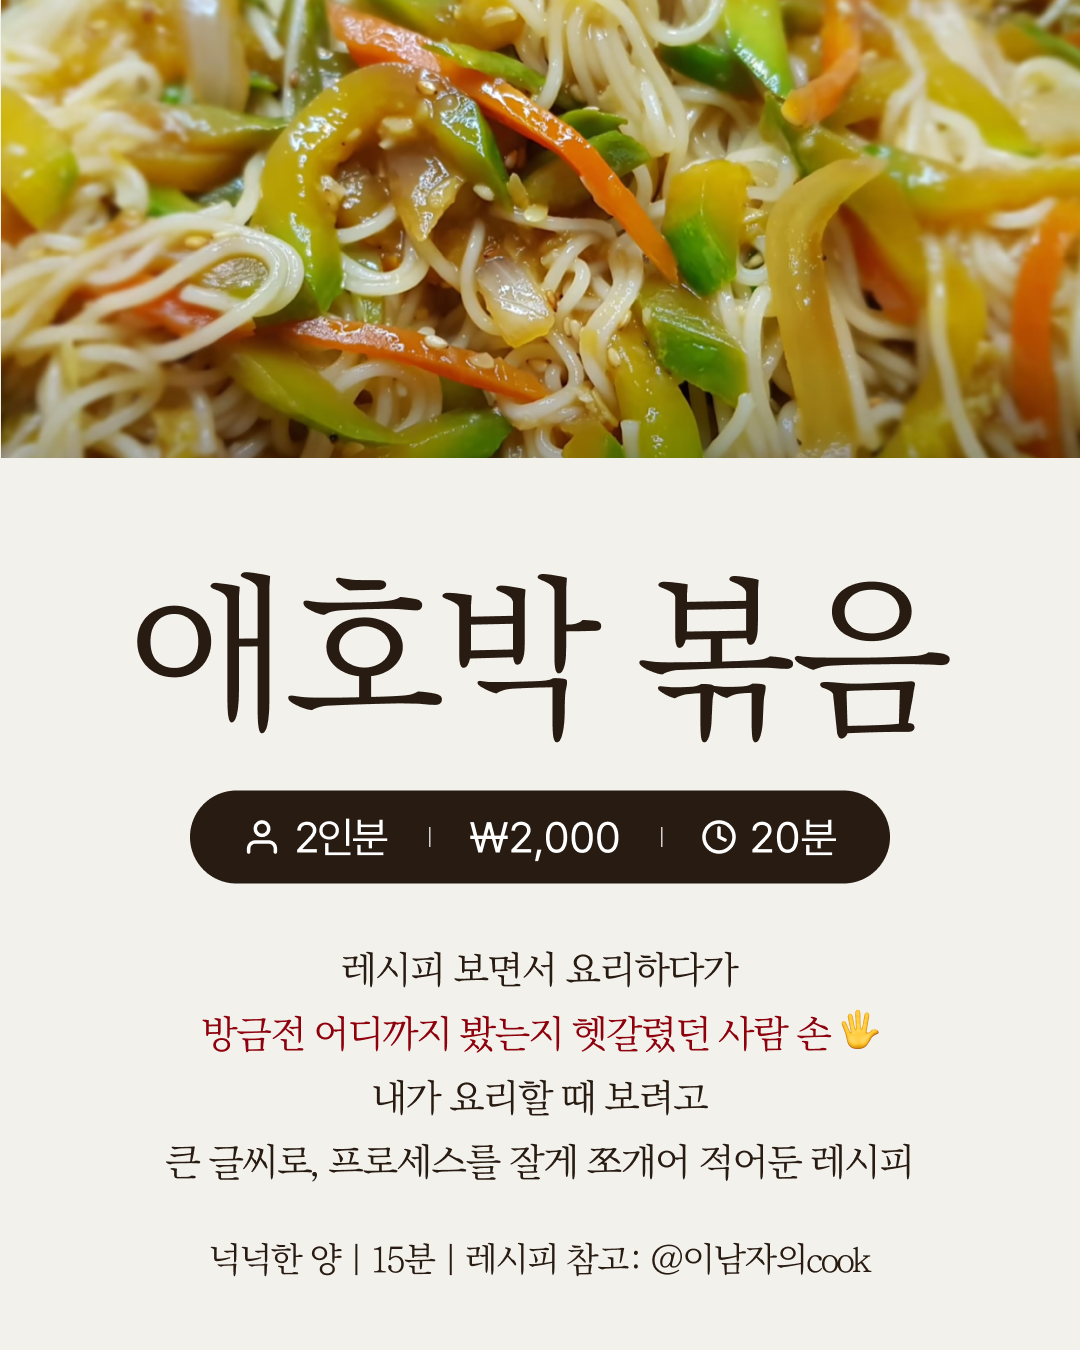 애호박 볶음
2인분 | ₩2,000 | 20분
레시피 보면서 요리하다가
방금전 어디까지 봤는지 헷갈렸던 사람 손🖐
내가 요리할 때 보려고
큰 글씨로, 프로세스를 잘게 쪼개어 적어둔 레시피
넉넉한 양 | 15분 | 레시피 참고: @이남자의cook